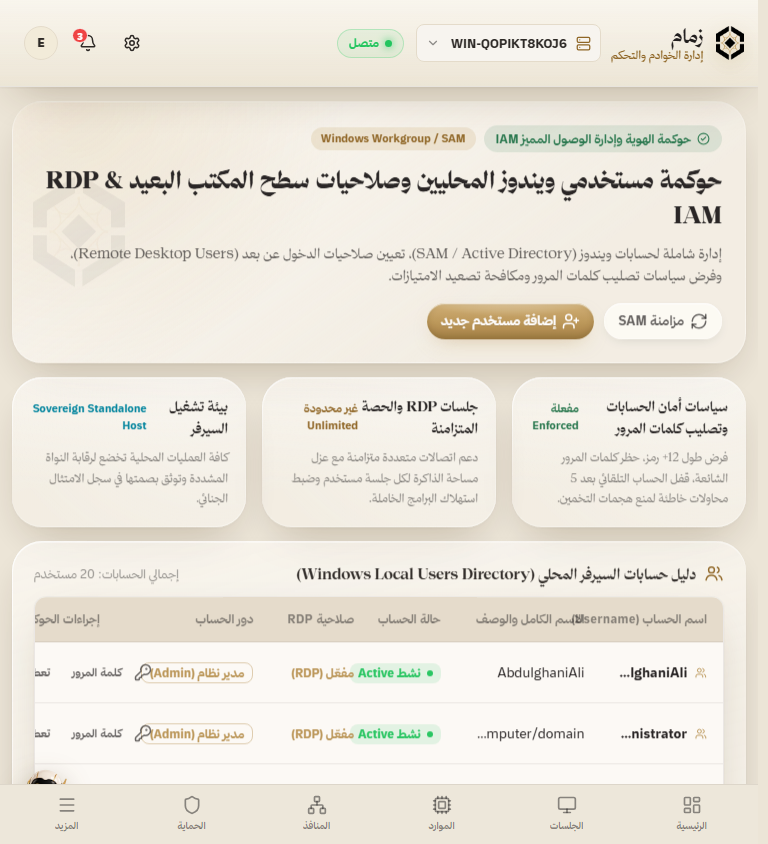 زمام
إدارة الخوادم والتحكم
WIN-QOPIKT8KOJ6
متصل
3
E
حوكمة الهوية وإدارة الوصول المميز IAM
Windows Workgroup / SAM
حوكمة مستخدمي ويندوز المحليين وصلاحيات سطح المكتب البعيد RDP &
IAM
إدارة شاملة لحسابات ويندوز (SAM / Active Directory)، تعيين صلاحيات الدخول عن بعد (Remote Desktop Users)،
وفرض سياسات تصليب كلمات المرور ومكافحة تصعيد الامتيازات.
مزامنة SAM
إضافة مستخدم جديد
سياسات أمان الحسابات
وتصليب كلمات المرور
مفعلة
Enforced
فرض طول 12+ رمز، حظر كلمات المرور
الشائعة، قفل الحساب التلقائي بعد 5
محاولات خاطئة لمنع هجمات التخمين.
جلسات RDP والحصة
المتزامنة
غير محدودة
Unlimited
دعم اتصالات متعددة متزامنة مع عزل
مساحة الذاكرة لكل جلسة مستخدم وضبط
استهلاك البرامج الخاملة.
بيئة تشغيل
السيرفر
Sovereign Standalone
Host
كافة العمليات المحلية تخضع لرقابة النواة
المشددة وتوثق بصمتها في سجل الامتثال
الجنائي.
دليل حسابات السيرفر المحلي (Windows Local Users Directory)
إجمالي الحسابات: 20 مستخدم
اسم الحساب (Username) الاسم الكامل والوصف حالة الحساب صلاحية RDP دور الحساب إجراءات الحوك
...lghaniAli AbdulghaniAli نشط Active مفعّل (RDP) مدير نظام (Admin) كلمة المرور تعط
...nistrator ...mputer/domain نشط Active مفعّل (RDP) مدير نظام (Admin) كلمة المرور تعط
الرئيسية
الجلسات
الموارد
المنافذ
الحماية
المزيد